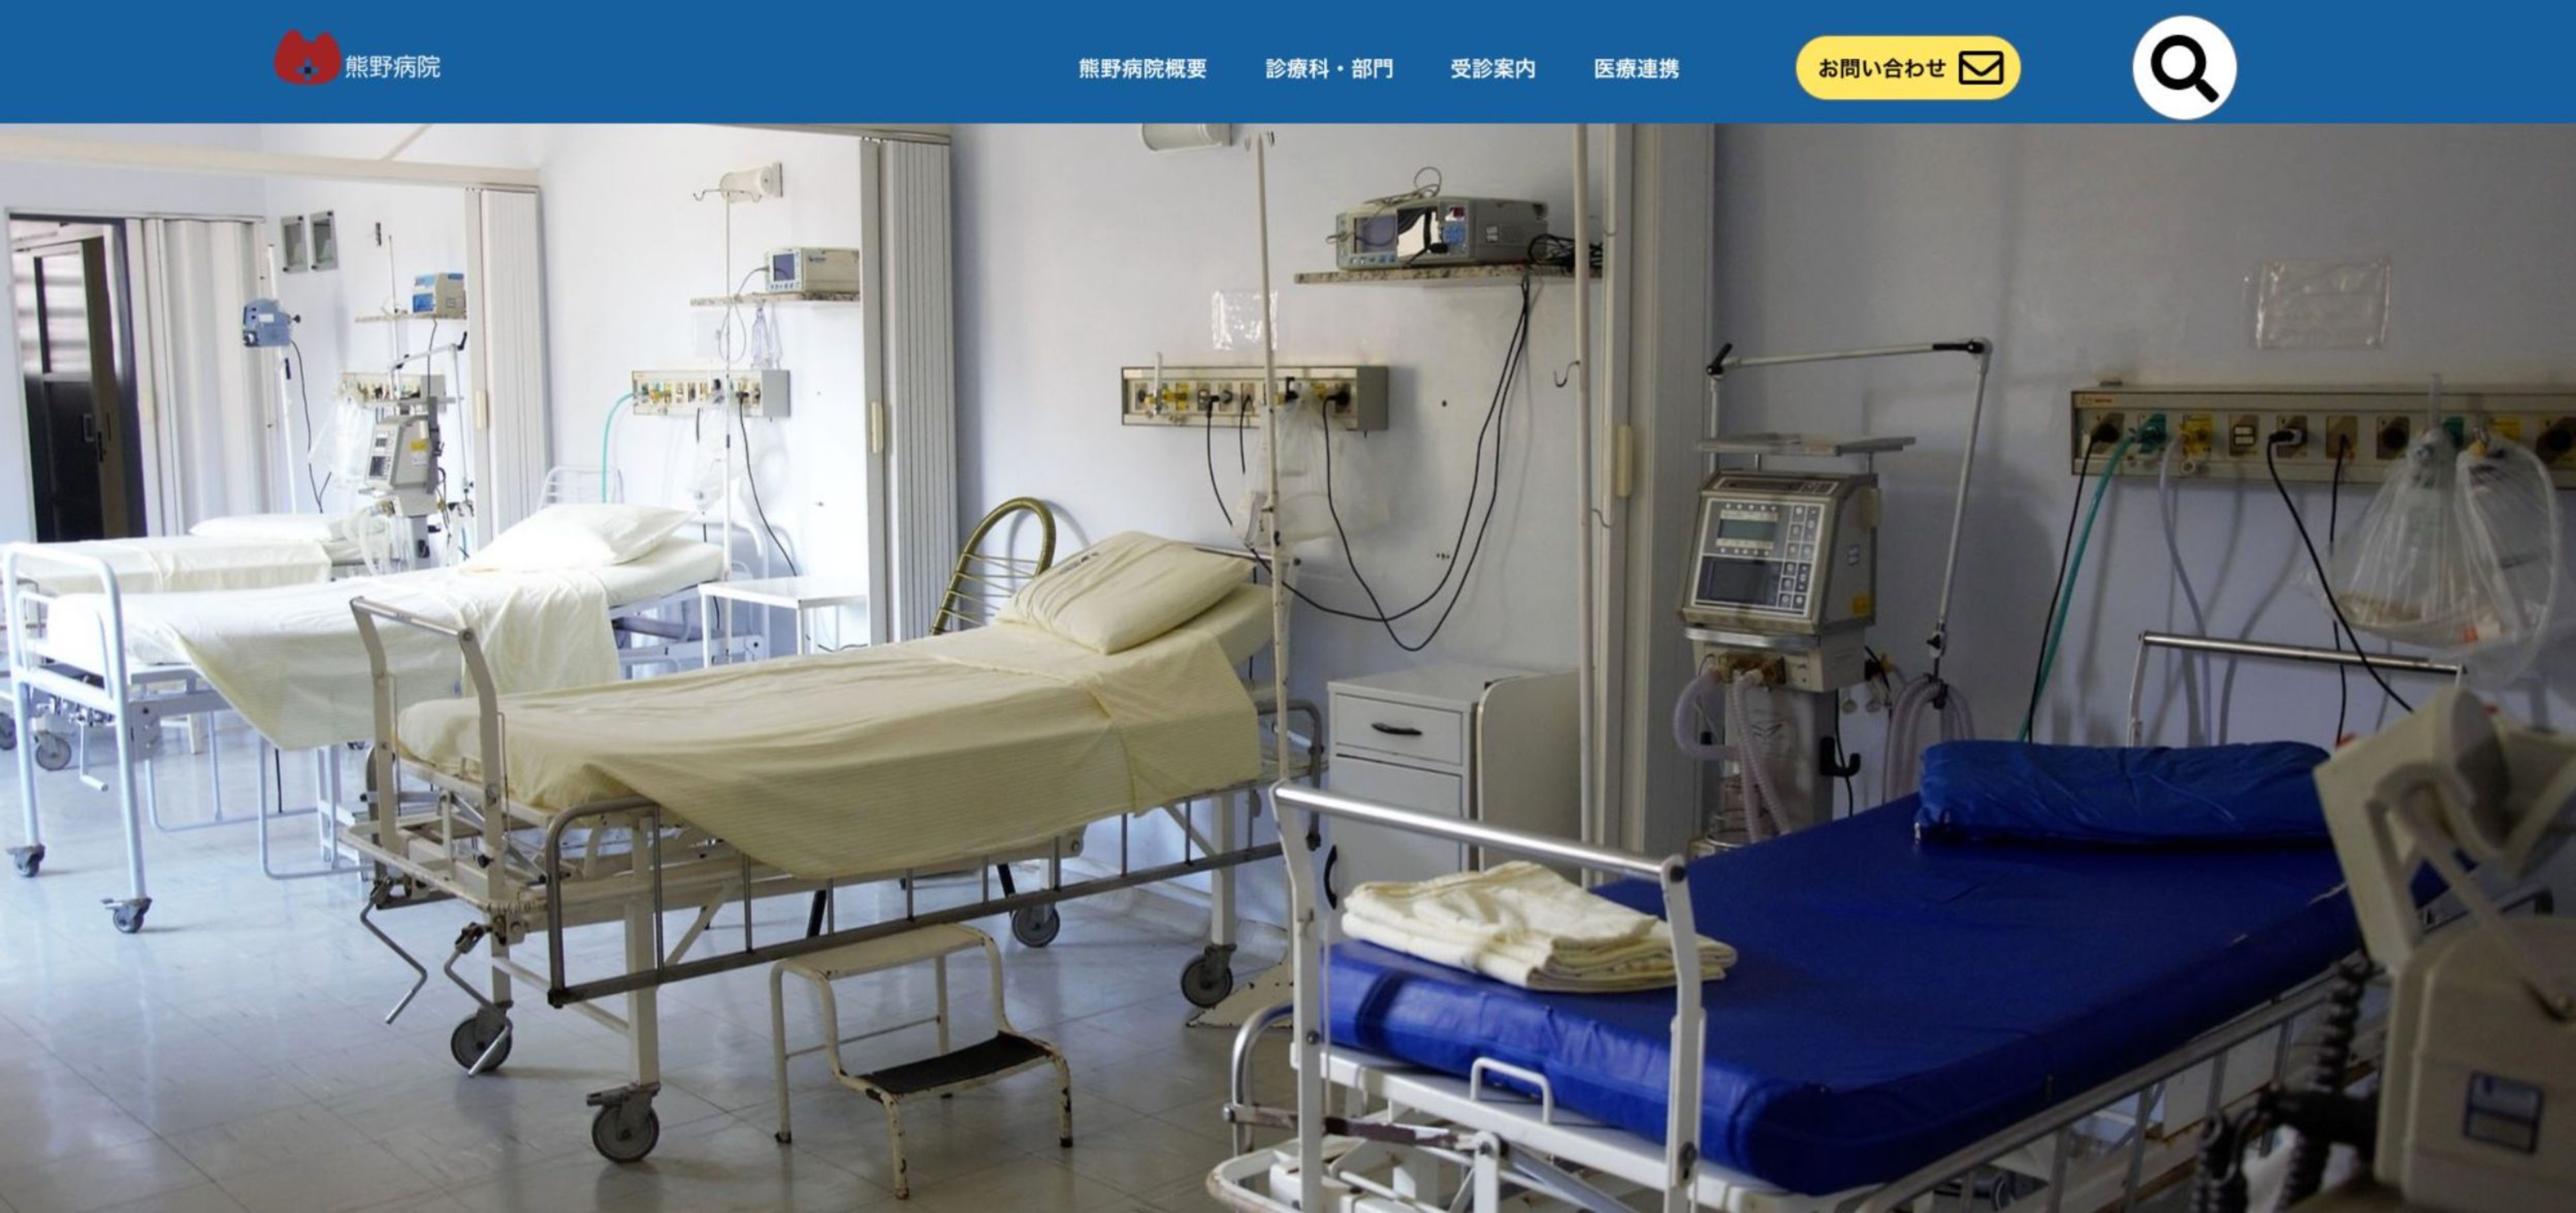 熊野病院
熊野病院概要
診療科・部門
受診案内
医療連携
お問い合わせ